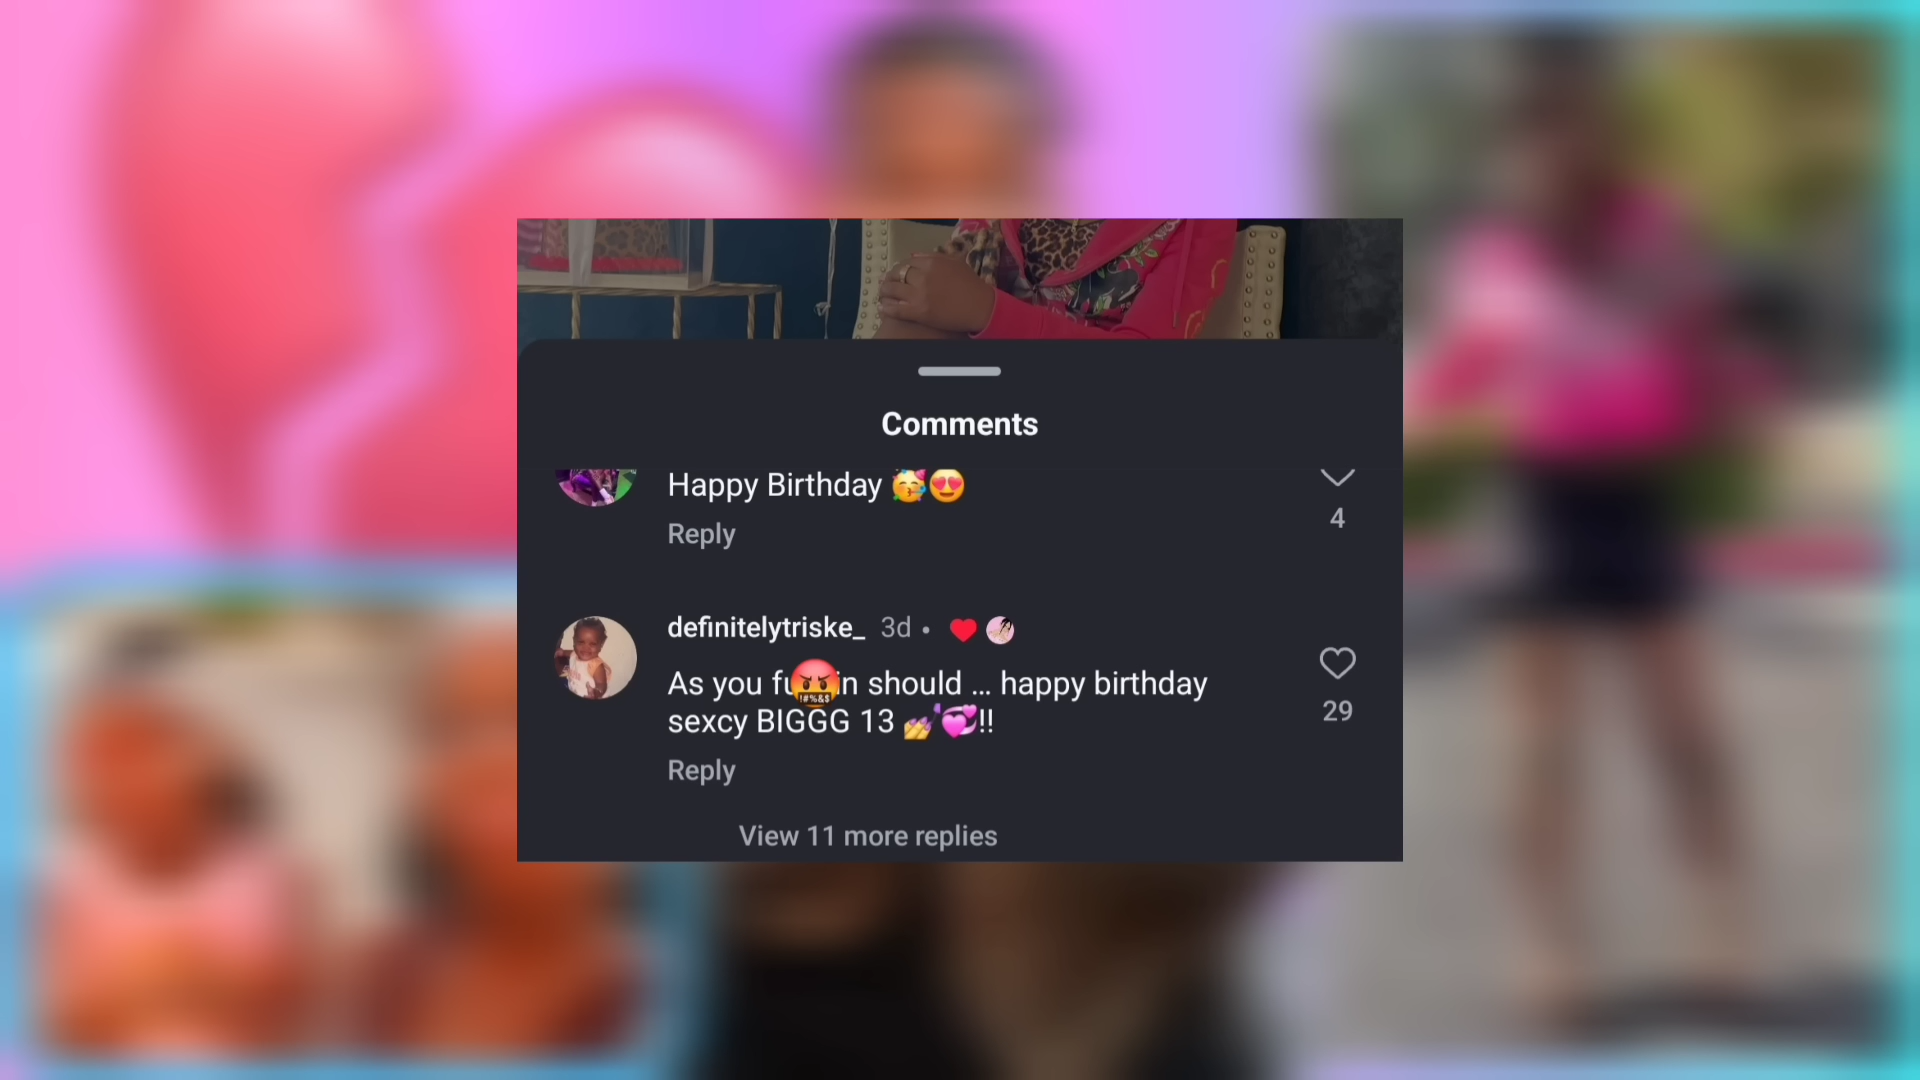 Comments
Happy Birthday 🥳😍
Reply
4
definitelytriske_ 3d •
As you fu🤬in should ... happy birthday
sexcy BIGGG 13 💅💞!!
29
Reply
View 11 more replies